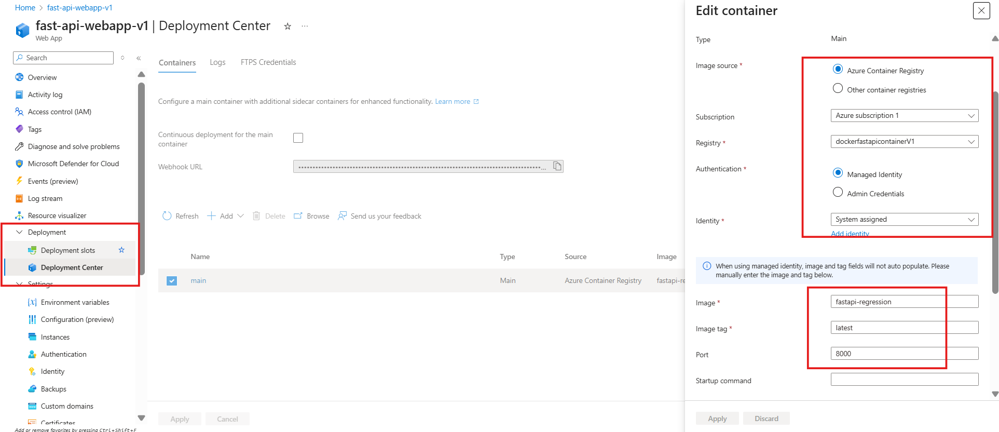 Home > fast-api-webapp-v1
fast-api-webapp-v1 | Deployment Center
Web App
Search
Overview
Activity log
Access control (IAM)
Tags
Diagnose and solve problems
Microsoft Defender for Cloud
Events (preview)
Log stream
Resource visualizer
Deployment
Deployment slots
Deployment Center
Settings
Environment variables
Configuration (preview)
Instances
Authentication
Identity
Backups
Custom domains
Certificates
Add or remove favorites by pressing Ctrl+Shift+F
Containers Logs FTPS Credentials
Configure a main container with additional sidecar containers for enhanced functionality. Learn more
Continuous deployment for the main
container
Webhook URL
Refresh Add Delete Browse Send us your feedback
Name Type Source Image
main Main Azure Container Registry fastapi-re
Apply Cancel
Edit container
Type Main
Image source * Azure Container Registry
Other container registries
Subscription Azure subscription 1
Registry * dockerfastapicontainerV1
Authentication * Managed Identity
Admin Credentials
Identity * System assigned
Add identity
When using managed identity, image and tag fields will not auto populate. Please
manually enter the image and tag below.
Image * fastapi-regression
Image tag * latest
Port 8000
Startup command
Apply Discard